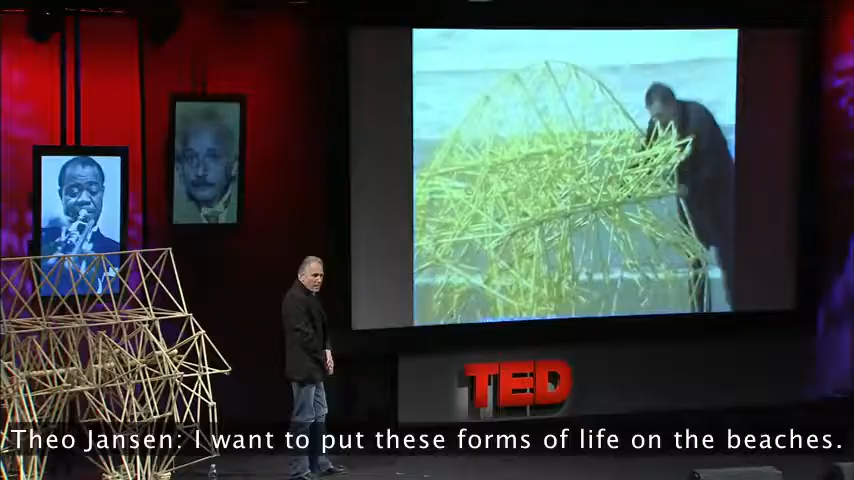 TED
Theo Jansen: I want to put these forms of life on the beaches.